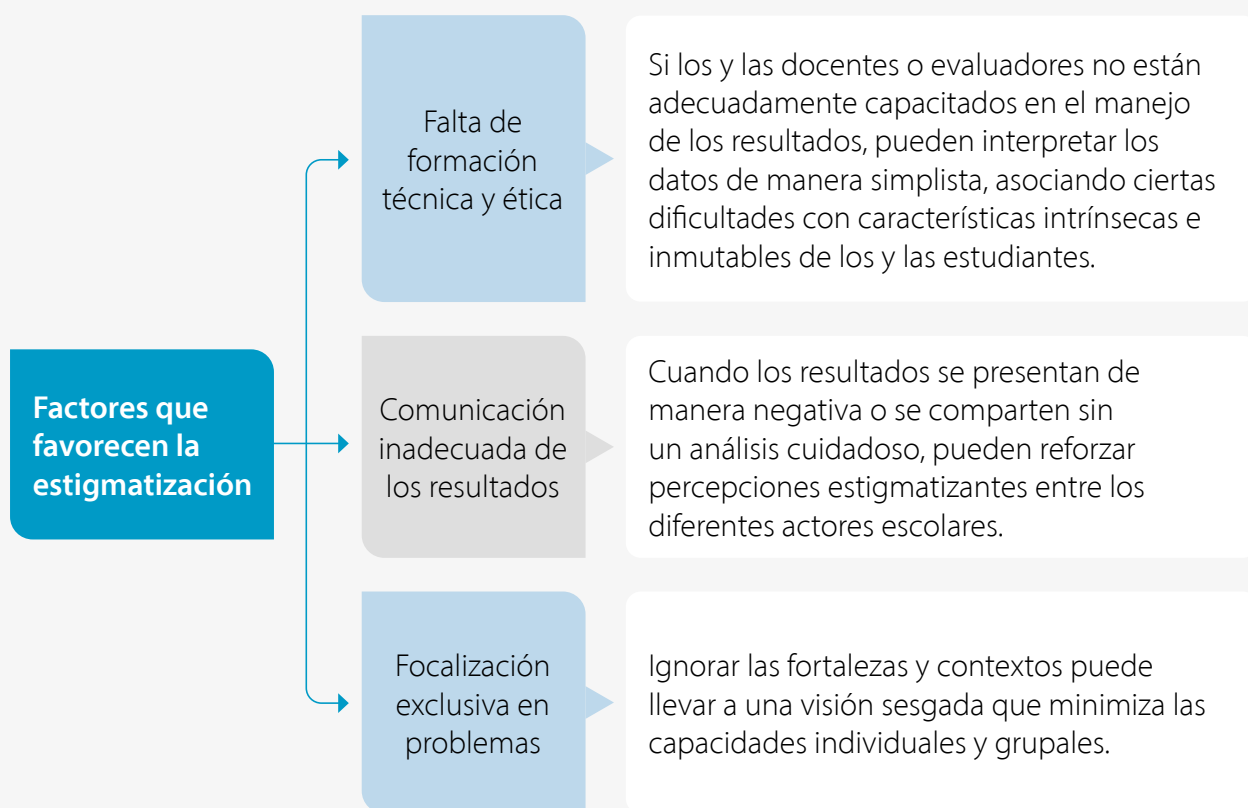 Factores que
favorecen la
estigmatización
Falta de
formación
técnica y ética
Si los y las docentes o evaluadores no están
adecuadamente capacitados en el manejo
de los resultados, pueden interpretar los
datos de manera simplista, asociando ciertas
dificultades con características intrínsecas e
inmutables de los y las estudiantes.
Comunicación
inadecuada de
los resultados
Cuando los resultados se presentan de
manera negativa o se comparten sin
un análisis cuidadoso, pueden reforzar
percepciones estigmatizantes entre los
diferentes actores escolares.
Focalización
exclusiva en
problemas
Ignorar las fortalezas y contextos puede
llevar a una visión sesgada que minimiza las
capacidades individuales y grupales.